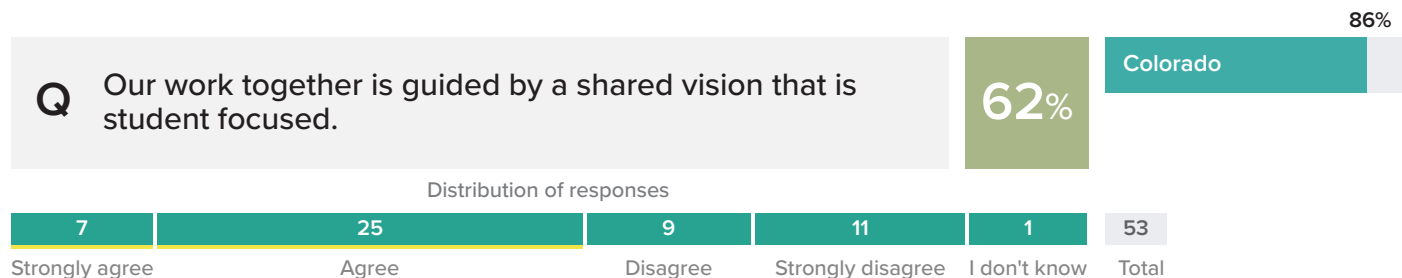 86%
Q
Our work together is guided by a shared vision that is
student focused.
62%
Colorado
Distribution of responses
7 25 9 11 1 53
Strongly agree Agree Disagree Strongly disagree I don't know Total